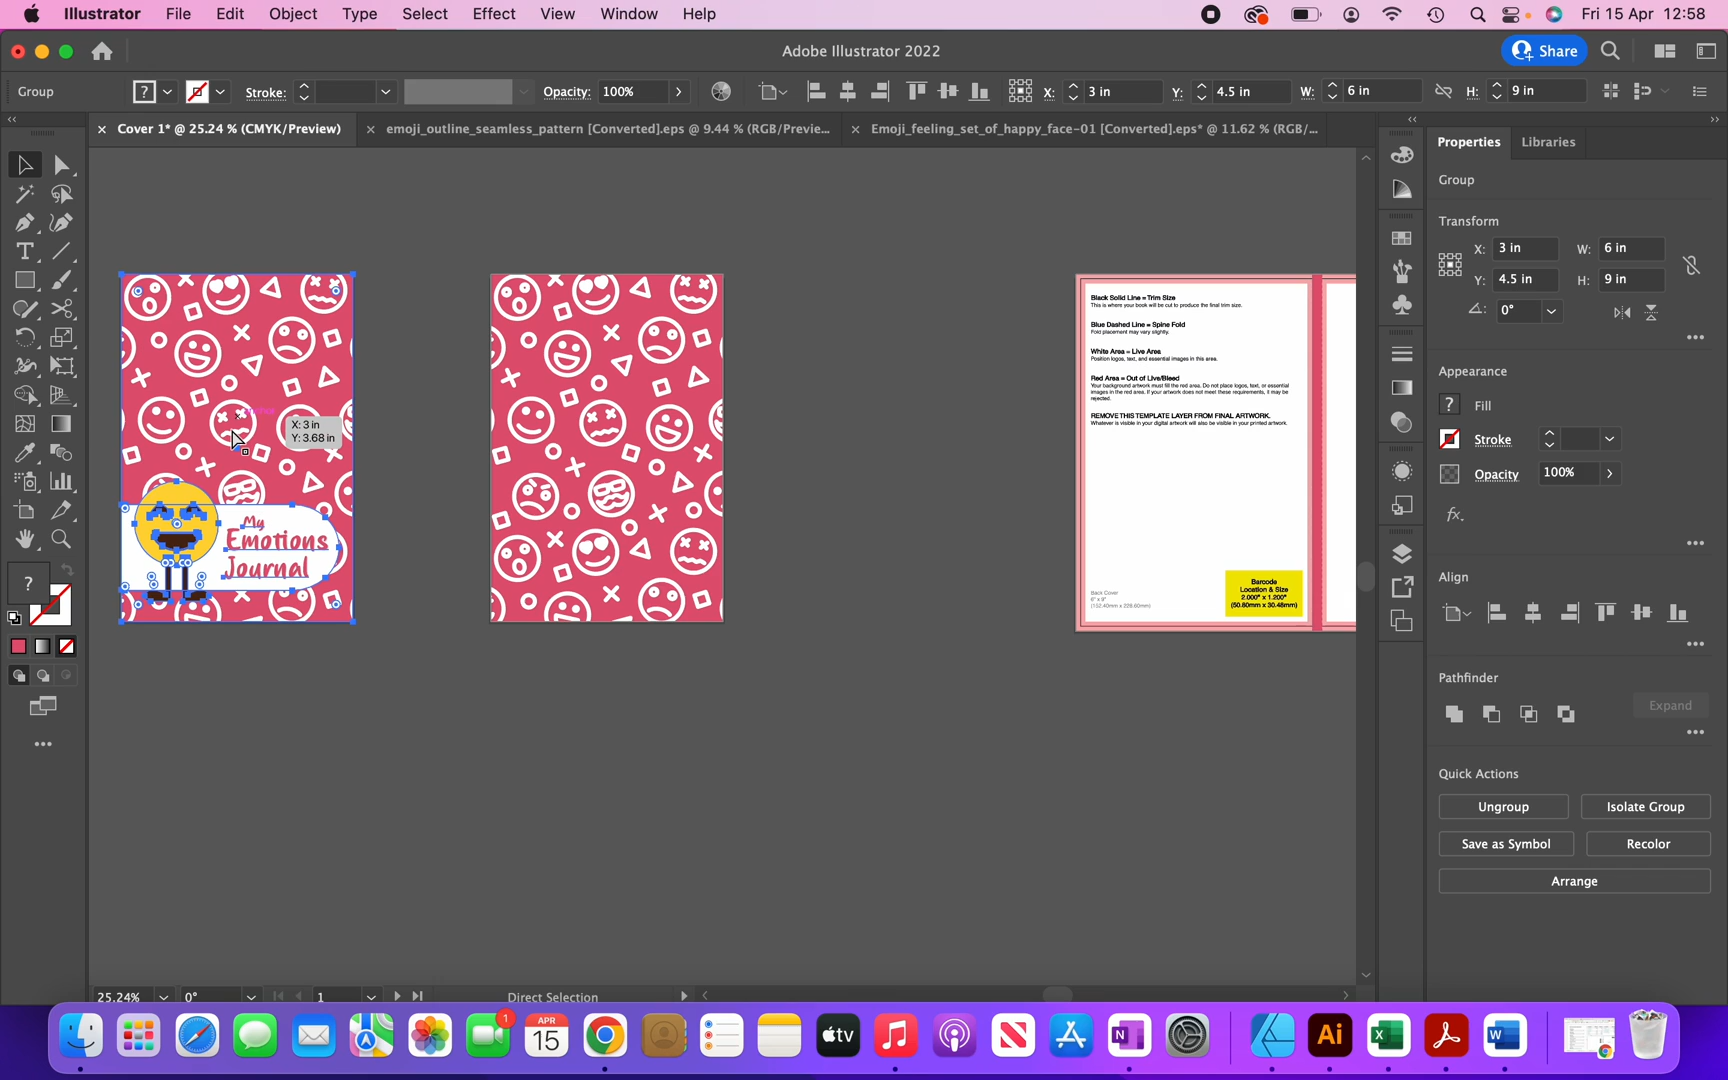 Illustrator File Edit Object Type Select Effect View Window Help Fri 15 Apr 12:58
Adobe Illustrator 2022 Share
Group Stroke: Opacity: 100% X: 3 in Y: 4.5 in W: 6 in H: 9 in
Cover 1* @ 25.24 % (CMYK/Preview) emoji_outline_seamless_pattern [Converted].eps @ 9.44 % (RGB/Previe... Emoji_feeling_set_of_happy_face-01 [Converted].eps* @ 11.62 % (RGB/...
Properties Libraries
Group
Transform
X: 3 in W: 6 in
Y: 4.5 in H: 9 in
0°
Appearance
? Fill
Stroke
Opacity 100%
fx.
Align
Pathfinder
Expand
Quick Actions
Ungroup Isolate Group
Save as Symbol Recolor
Arrange
X: 3 in
Y: 3.68 in
My
Emotions
Journal
Black Solid Line = Trim Size
This is where your book will be cut to produce the final trim size.
Blue Dashed Line = Spine Fold
Fold placement may vary slightly.
White Area = Live Area
Position logos, text, and essential images in this area.
Red Area = Out of Live/Bleed
Your background artwork must fill the red area. Do not place logos, text, or essential
images in the red area. If your artwork does not meet these requirements, it may be
rejected.
REMOVE THIS TEMPLATE LAYER FROM FINAL ARTWORK.
Whatever is visible in your digital artwork will also be visible in your printed artwork.
Back Cover
6" x 9"
(152.40mm x 228.60mm)
Barcode
Location & Size
2.000" x 1.200"
(50.80mm x 30.48mm)
25.24% 0° 1 Direct Selection
1
APR
15
tv
N
Ai
X
W